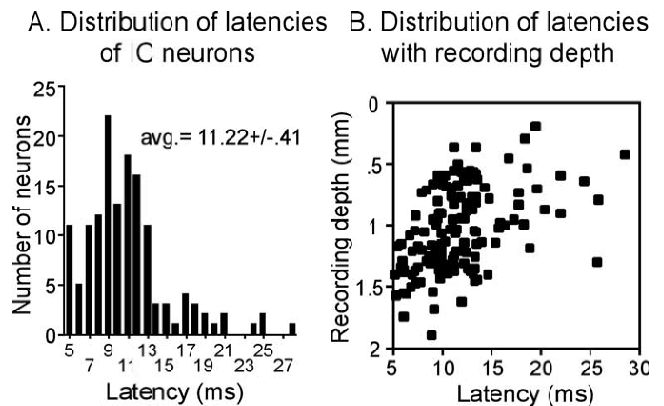 A. Distribution of latencies
of IC neurons
B. Distribution of latencies
with recording depth
Number of neurons
25
20
15
10
5
0
avg.= 11.22+/-.41
5 9 11 13 17 21 25
7 15 19 23 27
Latency (ms)
Recording depth (mm)
0
.5
1
1.5
2
5 10 15 20 25 30
Latency (ms)